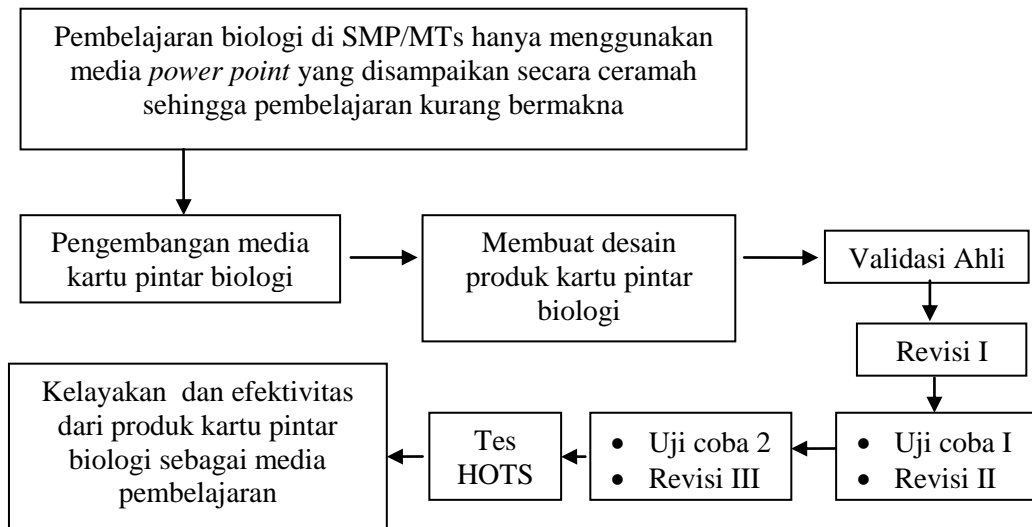 Pembelajaran biologi di SMP/MTs hanya menggunakan
media power point yang disampaikan secara ceramah
sehingga pembelajaran kurang bermakna
Pengembangan media
kartu pintar biologi
Membuat desain
produk kartu pintar
biologi
Validasi Ahli
Revisi I
• Uji coba I
• Revisi II
• Uji coba 2
• Revisi III
Tes
HOTS
Kelayakan dan efektivitas
dari produk kartu pintar
biologi sebagai media
pembelajaran